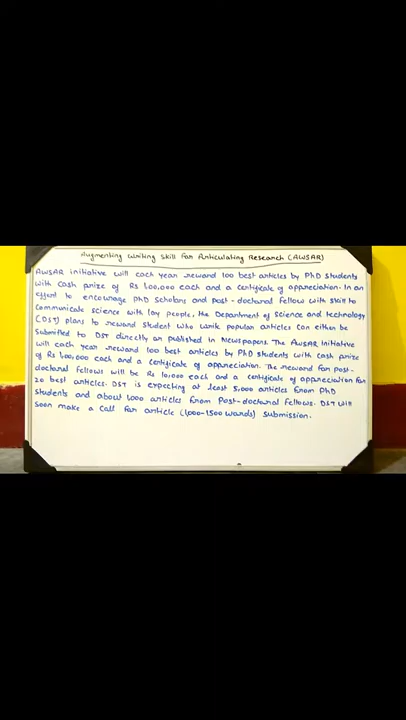 Augmenting Writing Skill for Articulating Research (AWSAR)
AWSAR initiative will each year reward 100 best articles by PhD students
with cash prize of Rs 1,00,000 each and a certificate of appreciation. In an
effort to encourage PhD Scholars and post-doctoral fellow with skill to
communicate science with lay people, the Department of Science and technology
(DST) plans to reward student who write popular articles can either be
Submitted to DST directly or published in Newspapers. The AWSAR Initiative
will each year reward 100 best articles by PhD students with cash prize
of Rs 1,00,000 each and a certificate of appreciation. The reward for post-
doctoral fellows will be Rs 10,000 each and a certificate of appreciation for
20 best articles. DST is expecting at least 5,000 articles from PhD
students and about 1,000 articles from Post-doctoral fellows. DST will
soon make a call for article (1,000-1500 words) submission.